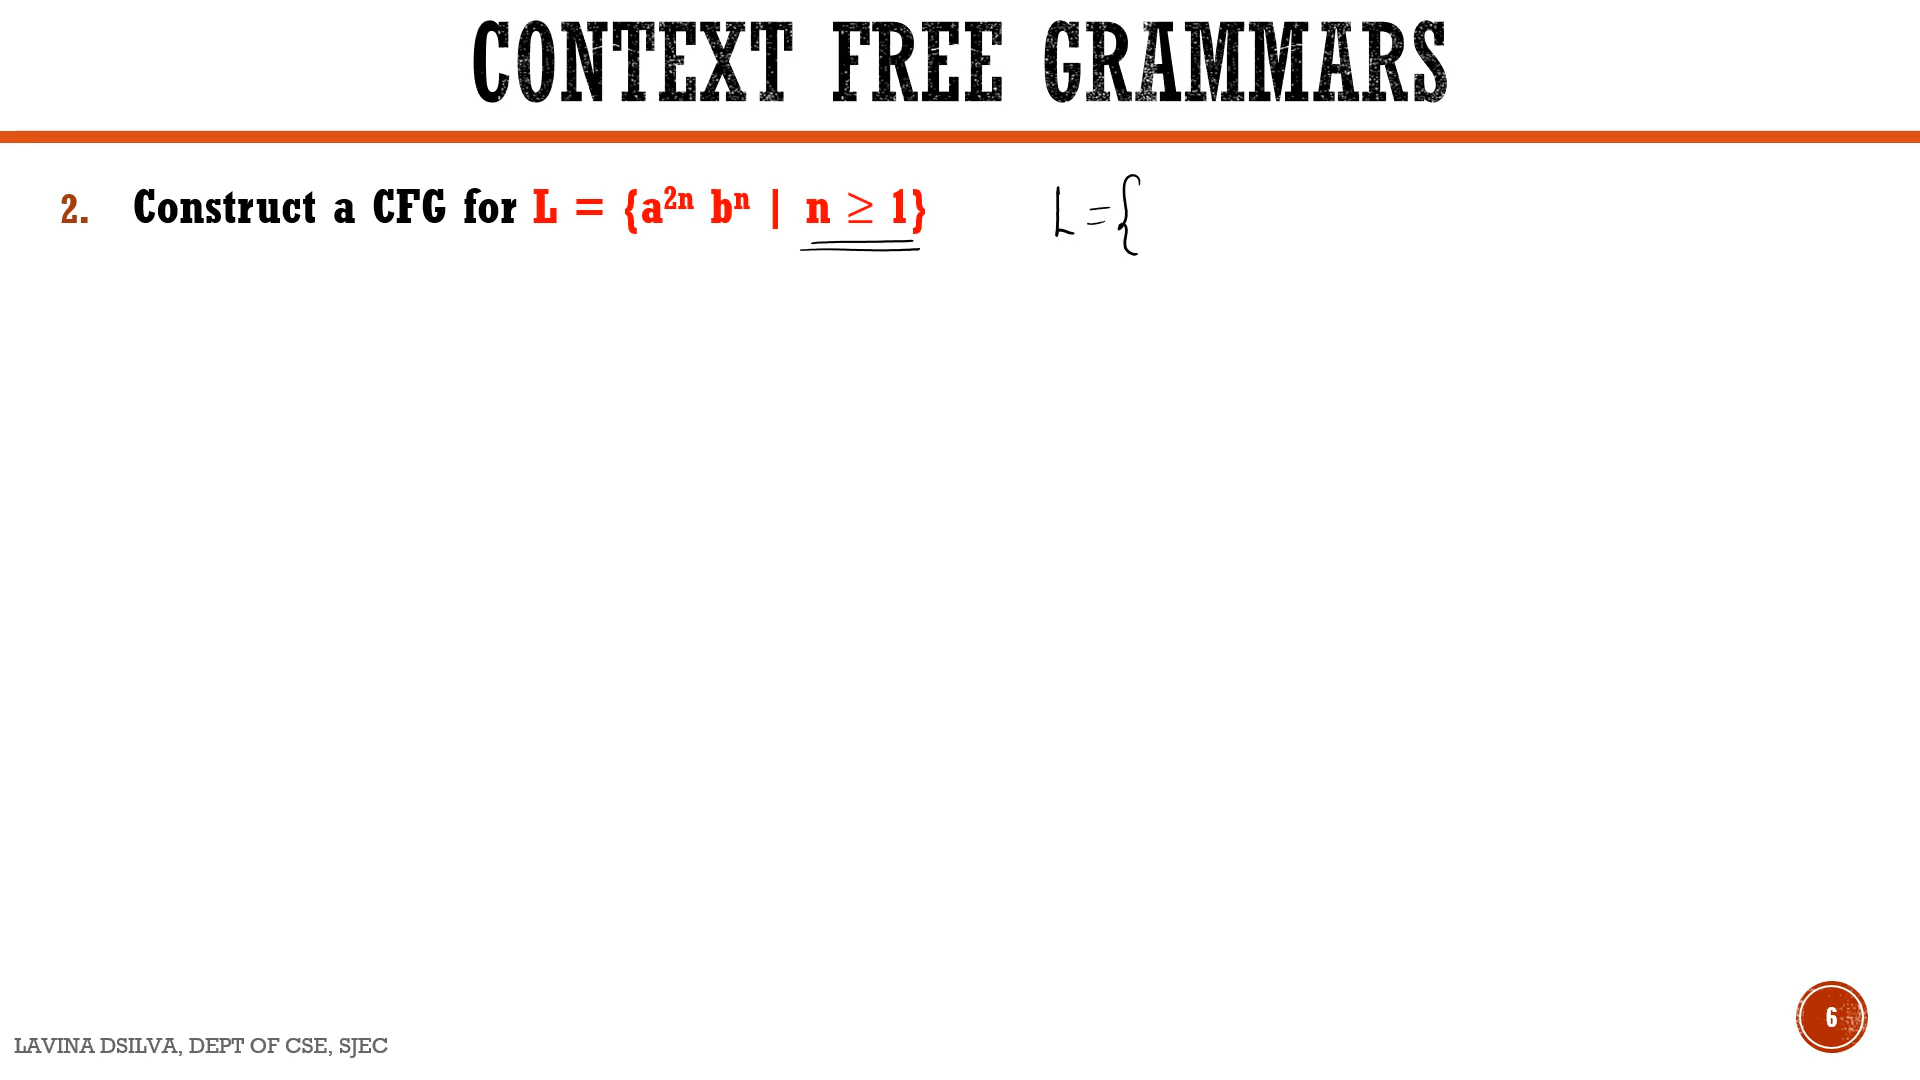 CONTEXT FREE GRAMMARS
2. Construct a CFG for L = {a²ⁿ bⁿ | n ≥ 1} L = {
6
LAVINA DSILVA, DEPT OF CSE, SJEC